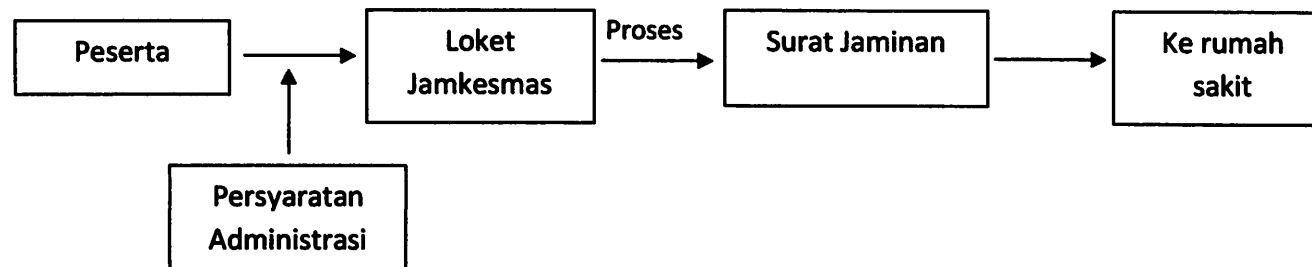 Peserta
Loket
Jamkesmas
Proses
Surat Jaminan
Ke rumah
sakit
Persyaratan
Administrasi